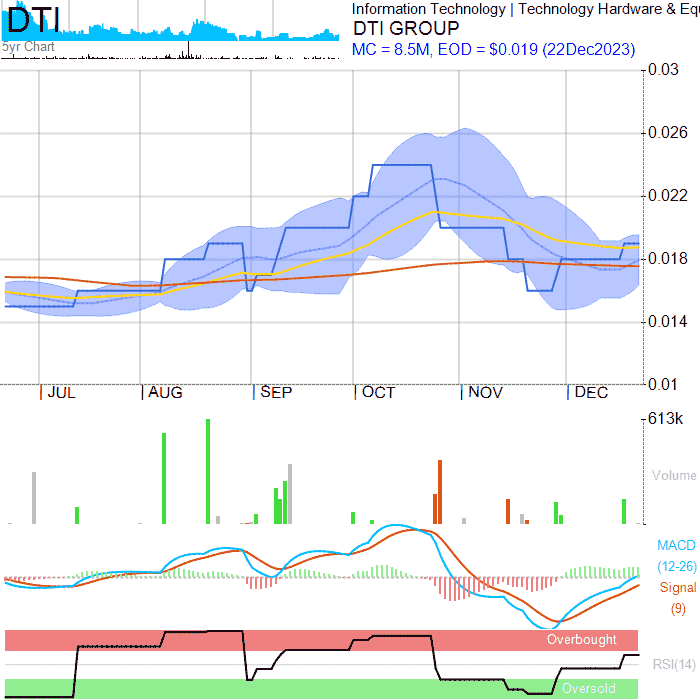 DTI
5yr Chart
Information Technology | Technology Hardware & Equ
DTI GROUP
MC = 8.5M, EOD = $0.019 (22Dec2023)
0.03
0.026
0.022
0.018
0.014
0.01
JUL AUG SEP OCT NOV DEC
613k
Volume
MACD
(12-26)
Signal
(9)
Overbought
RSI(14)
Oversold